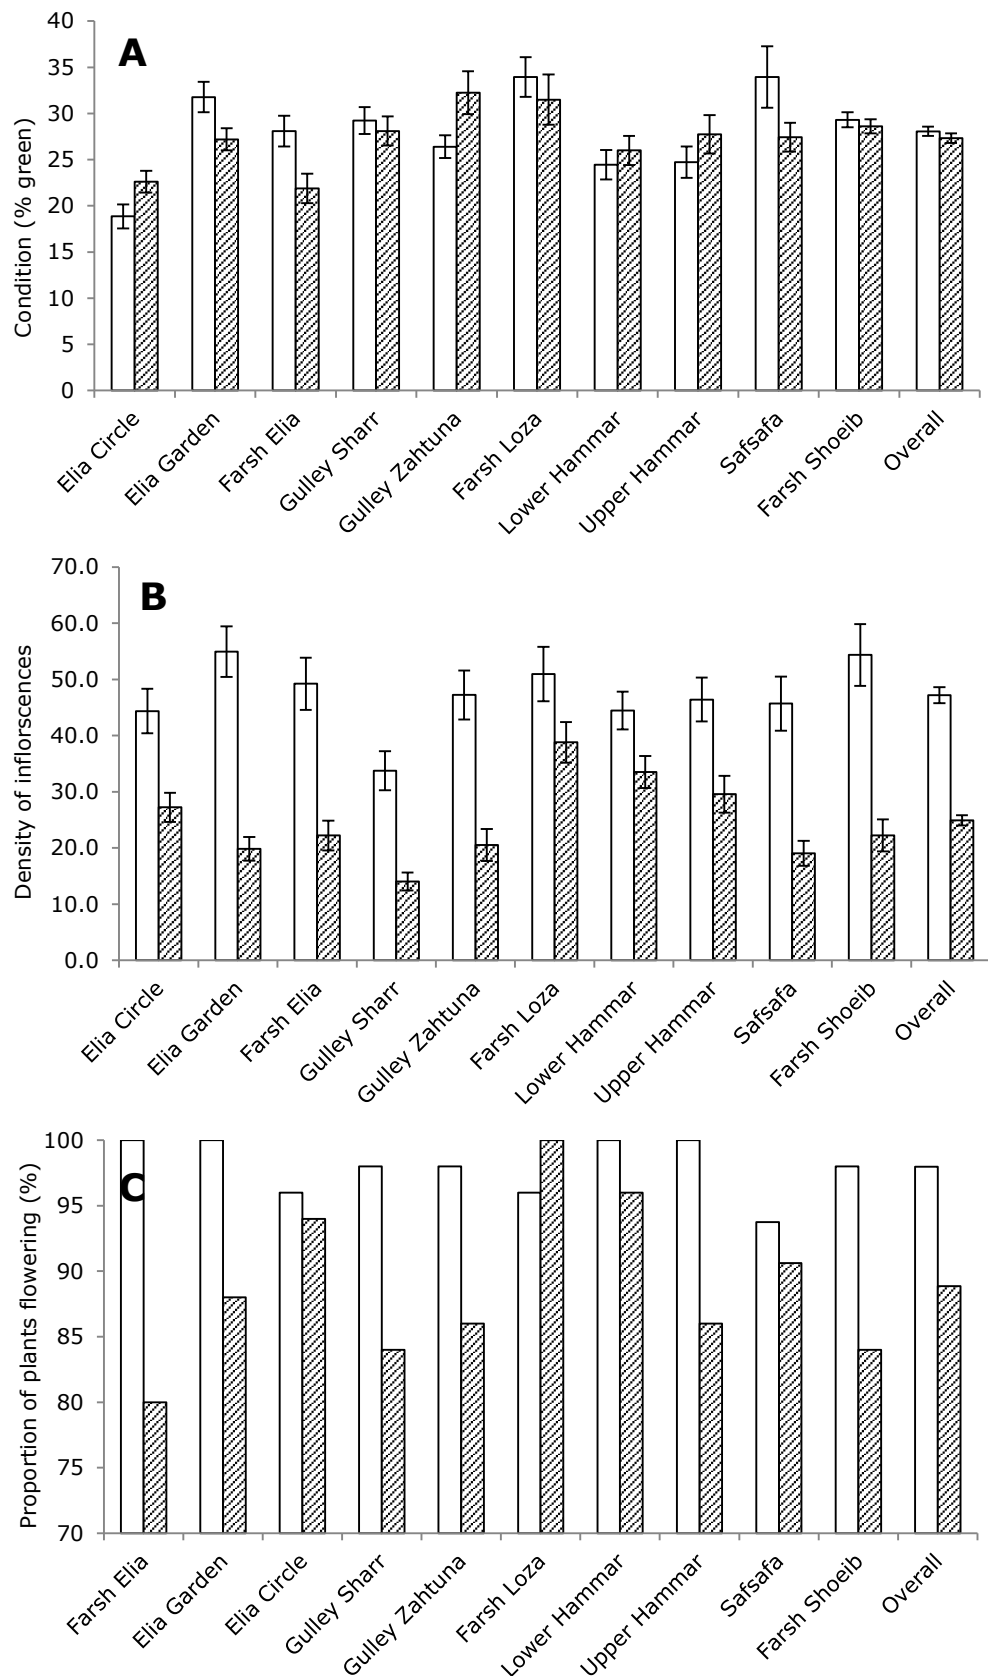 A
Condition (% green)
40
35
30
25
20
15
10
5
0
Elia Circle
Elia Garden
Farsh Elia
Gulley Sharr
Gulley Zahtuna
Farsh Loza
Lower Hammar
Upper Hammar
Safsafa
Farsh Shoeib
Overall
B
Density of inflorscences
70.0
60.0
50.0
40.0
30.0
20.0
10.0
0.0
Elia Circle
Elia Garden
Farsh Elia
Gulley Sharr
Gulley Zahtuna
Farsh Loza
Lower Hammar
Upper Hammar
Safsafa
Farsh Shoeib
Overall
C
Proportion of plants flowering (%)
100
95
90
85
80
75
70
Farsh Elia
Elia Garden
Elia Circle
Gulley Sharr
Gulley Zahtuna
Farsh Loza
Lower Hammar
Upper Hammar
Safsafa
Farsh Shoeib
Overall